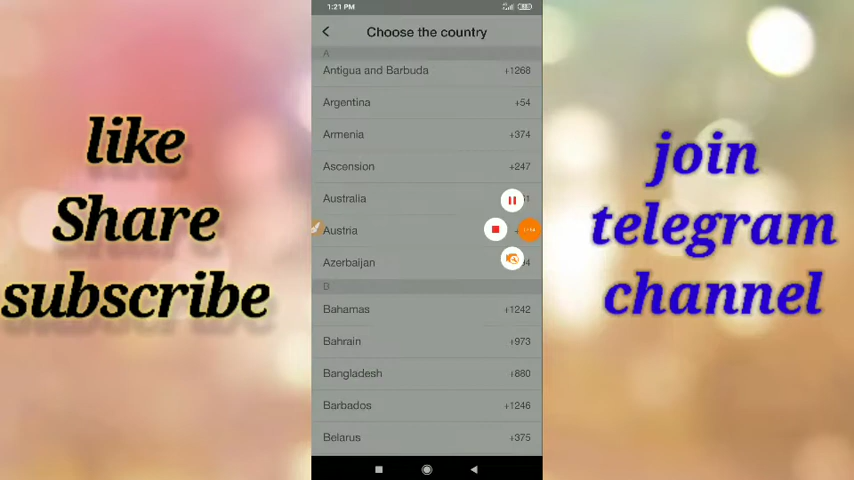 like
Share
subscribe
1:21 PM
Choose the country
A
Antigua and Barbuda +1268
Argentina +54
Armenia +374
Ascension +247
Australia
Austria
Azerbaijan
B
Bahamas +1242
Bahrain +973
Bangladesh +880
Barbados +1246
Belarus +375
join
telegram
channel